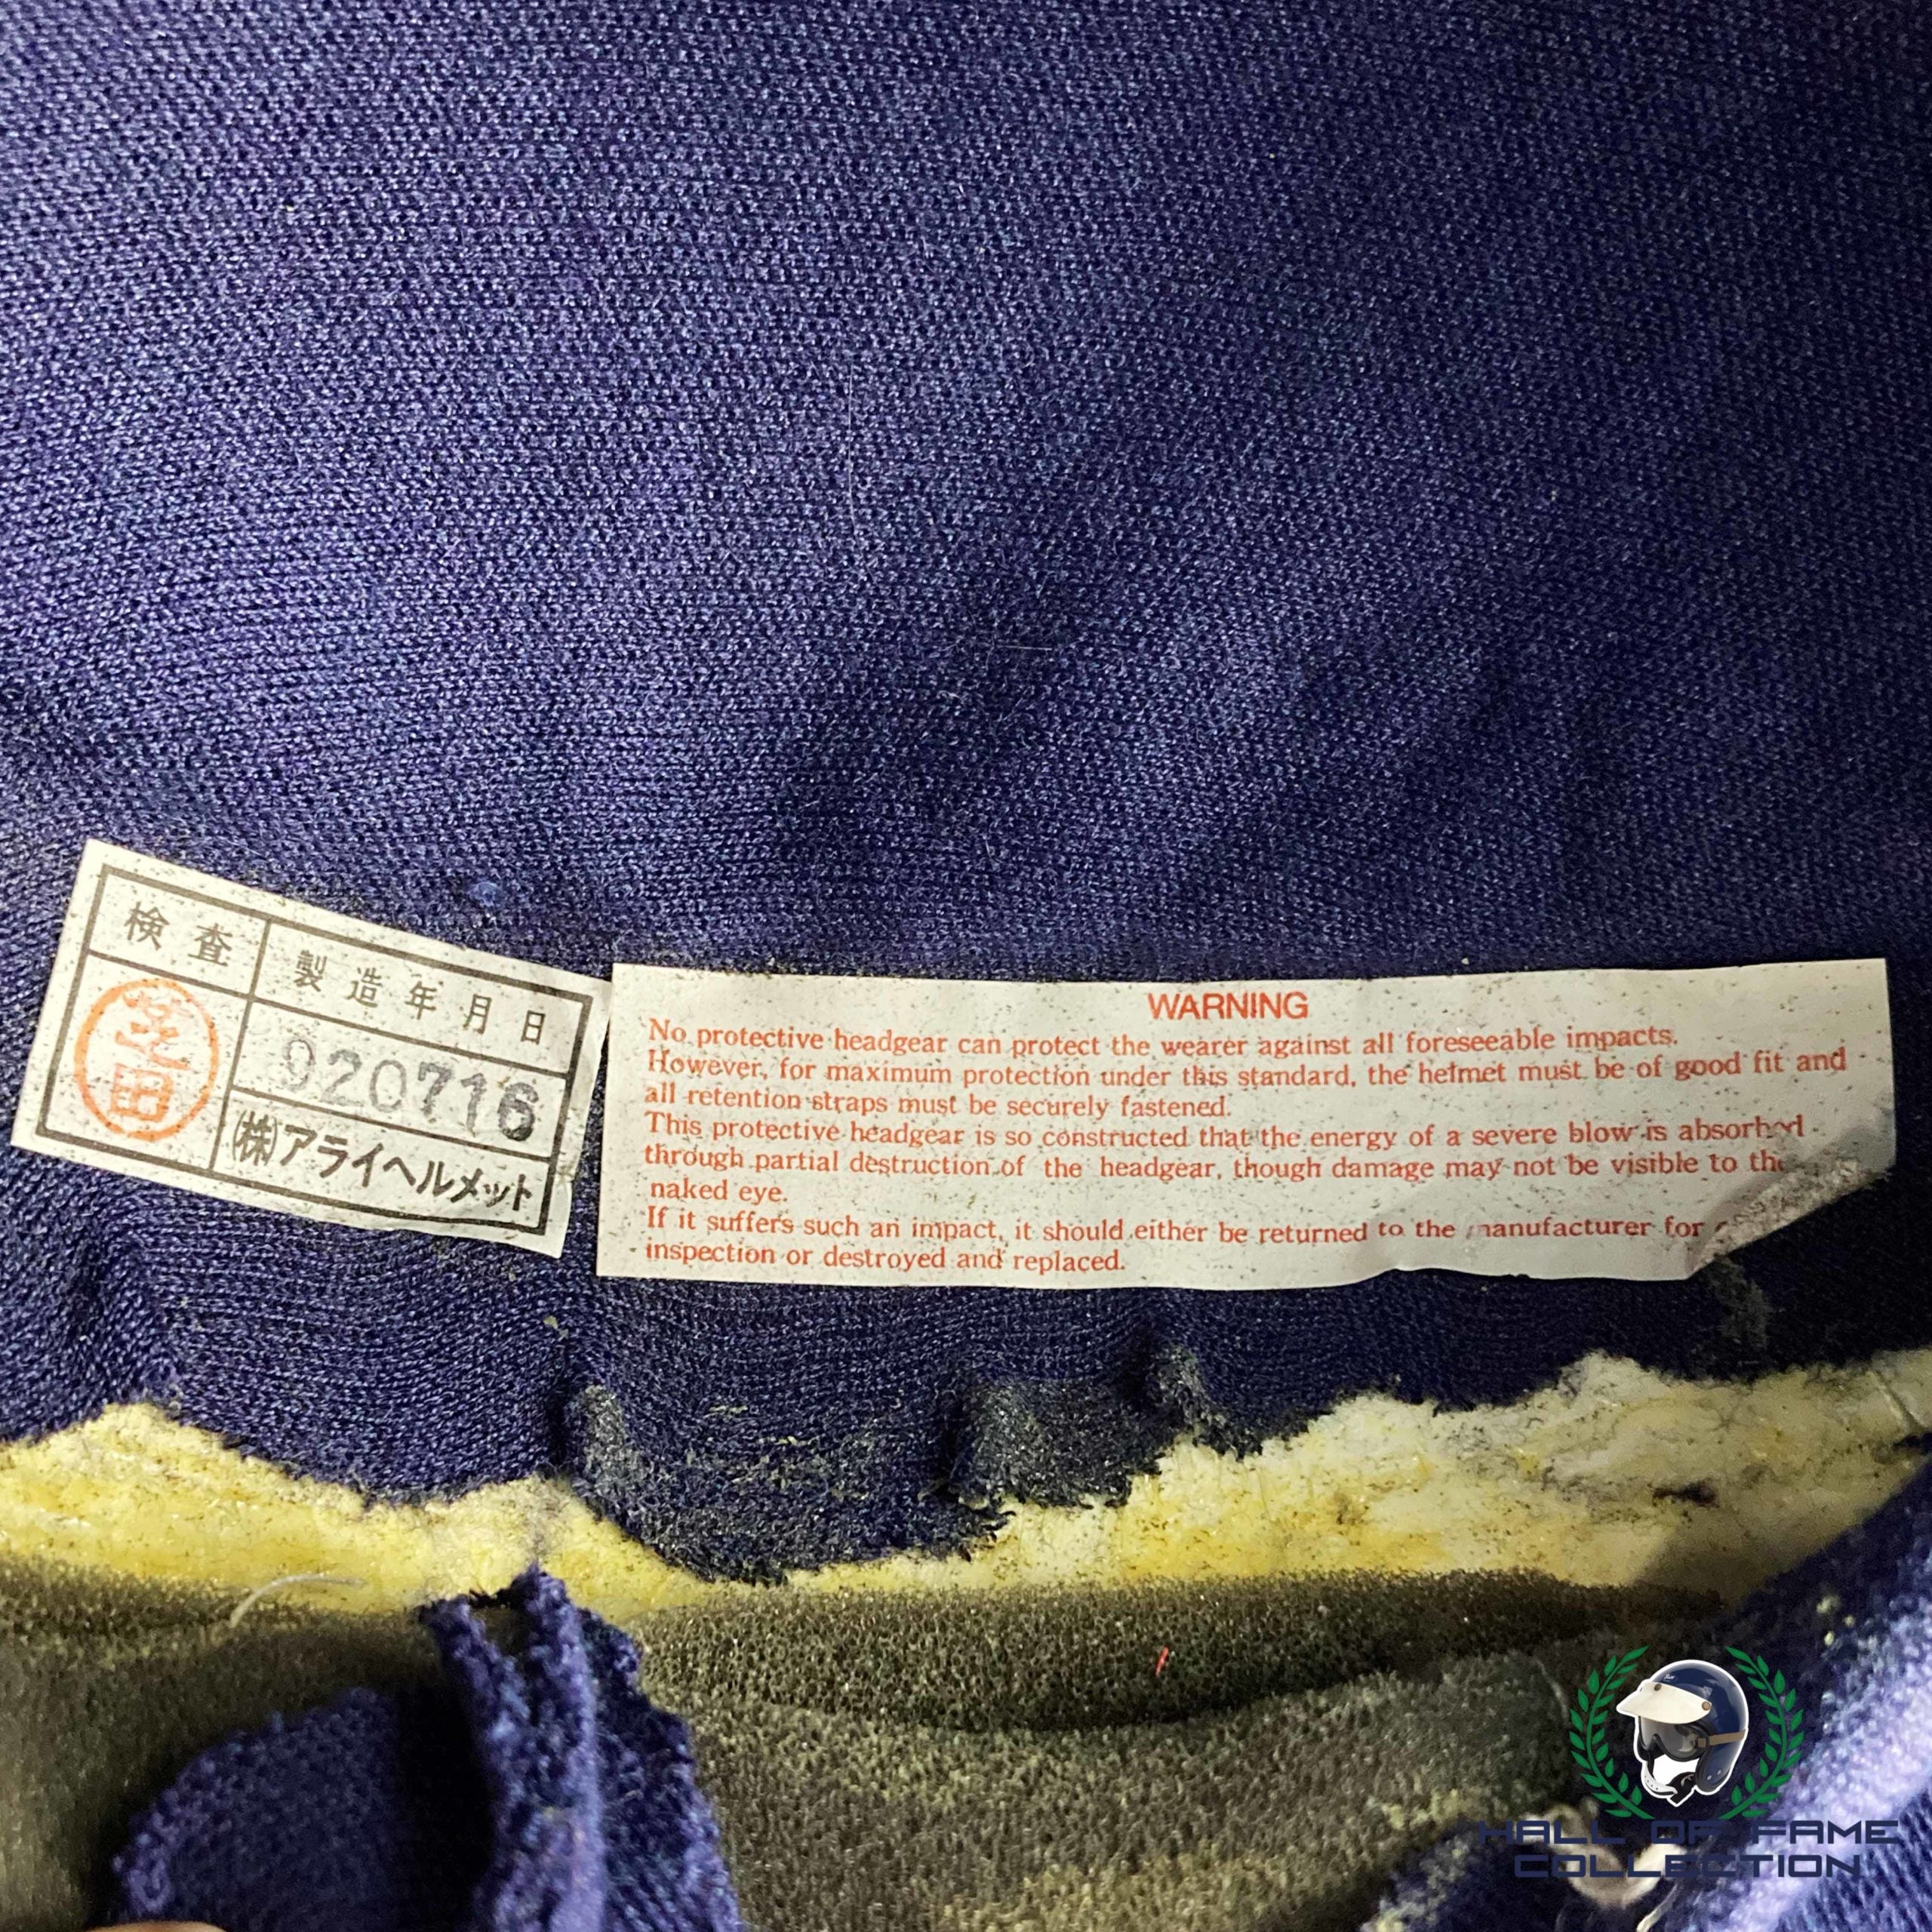 検査
製造年月日
芝田
920716
(株)アライヘルメット
WARNING
No protective headgear can protect the wearer against all foreseeable impacts.
However, for maximum protection under this standard, the helmet must be of good fit and
all retention straps must be securely fastened.
This protective headgear is so constructed that the energy of a severe blow is absorbed
through partial destruction of the headgear, though damage may not be visible to the
naked eye.
If it suffers such an impact, it should either be returned to the manufacturer for
inspection or destroyed and replaced.
HALL OF FAME
COLLECTION